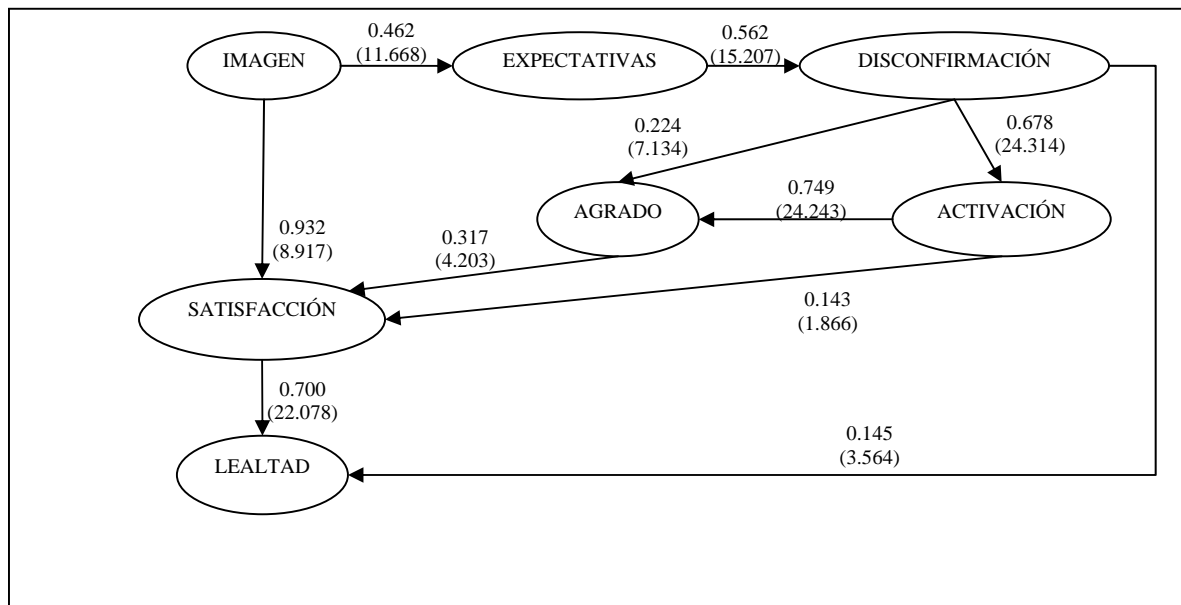 0.462
(11.668)
0.562
(15.207)
IMAGEN
EXPECTATIVAS
DISCONFIRMACIÓN
0.224
(7.134)
0.678
(24.314)
0.749
(24.243)
AGRADO
ACTIVACIÓN
0.932
(8.917)
0.317
(4.203)
SATISFACCIÓN
0.143
(1.866)
0.700
(22.078)
0.145
(3.564)
LEALTAD